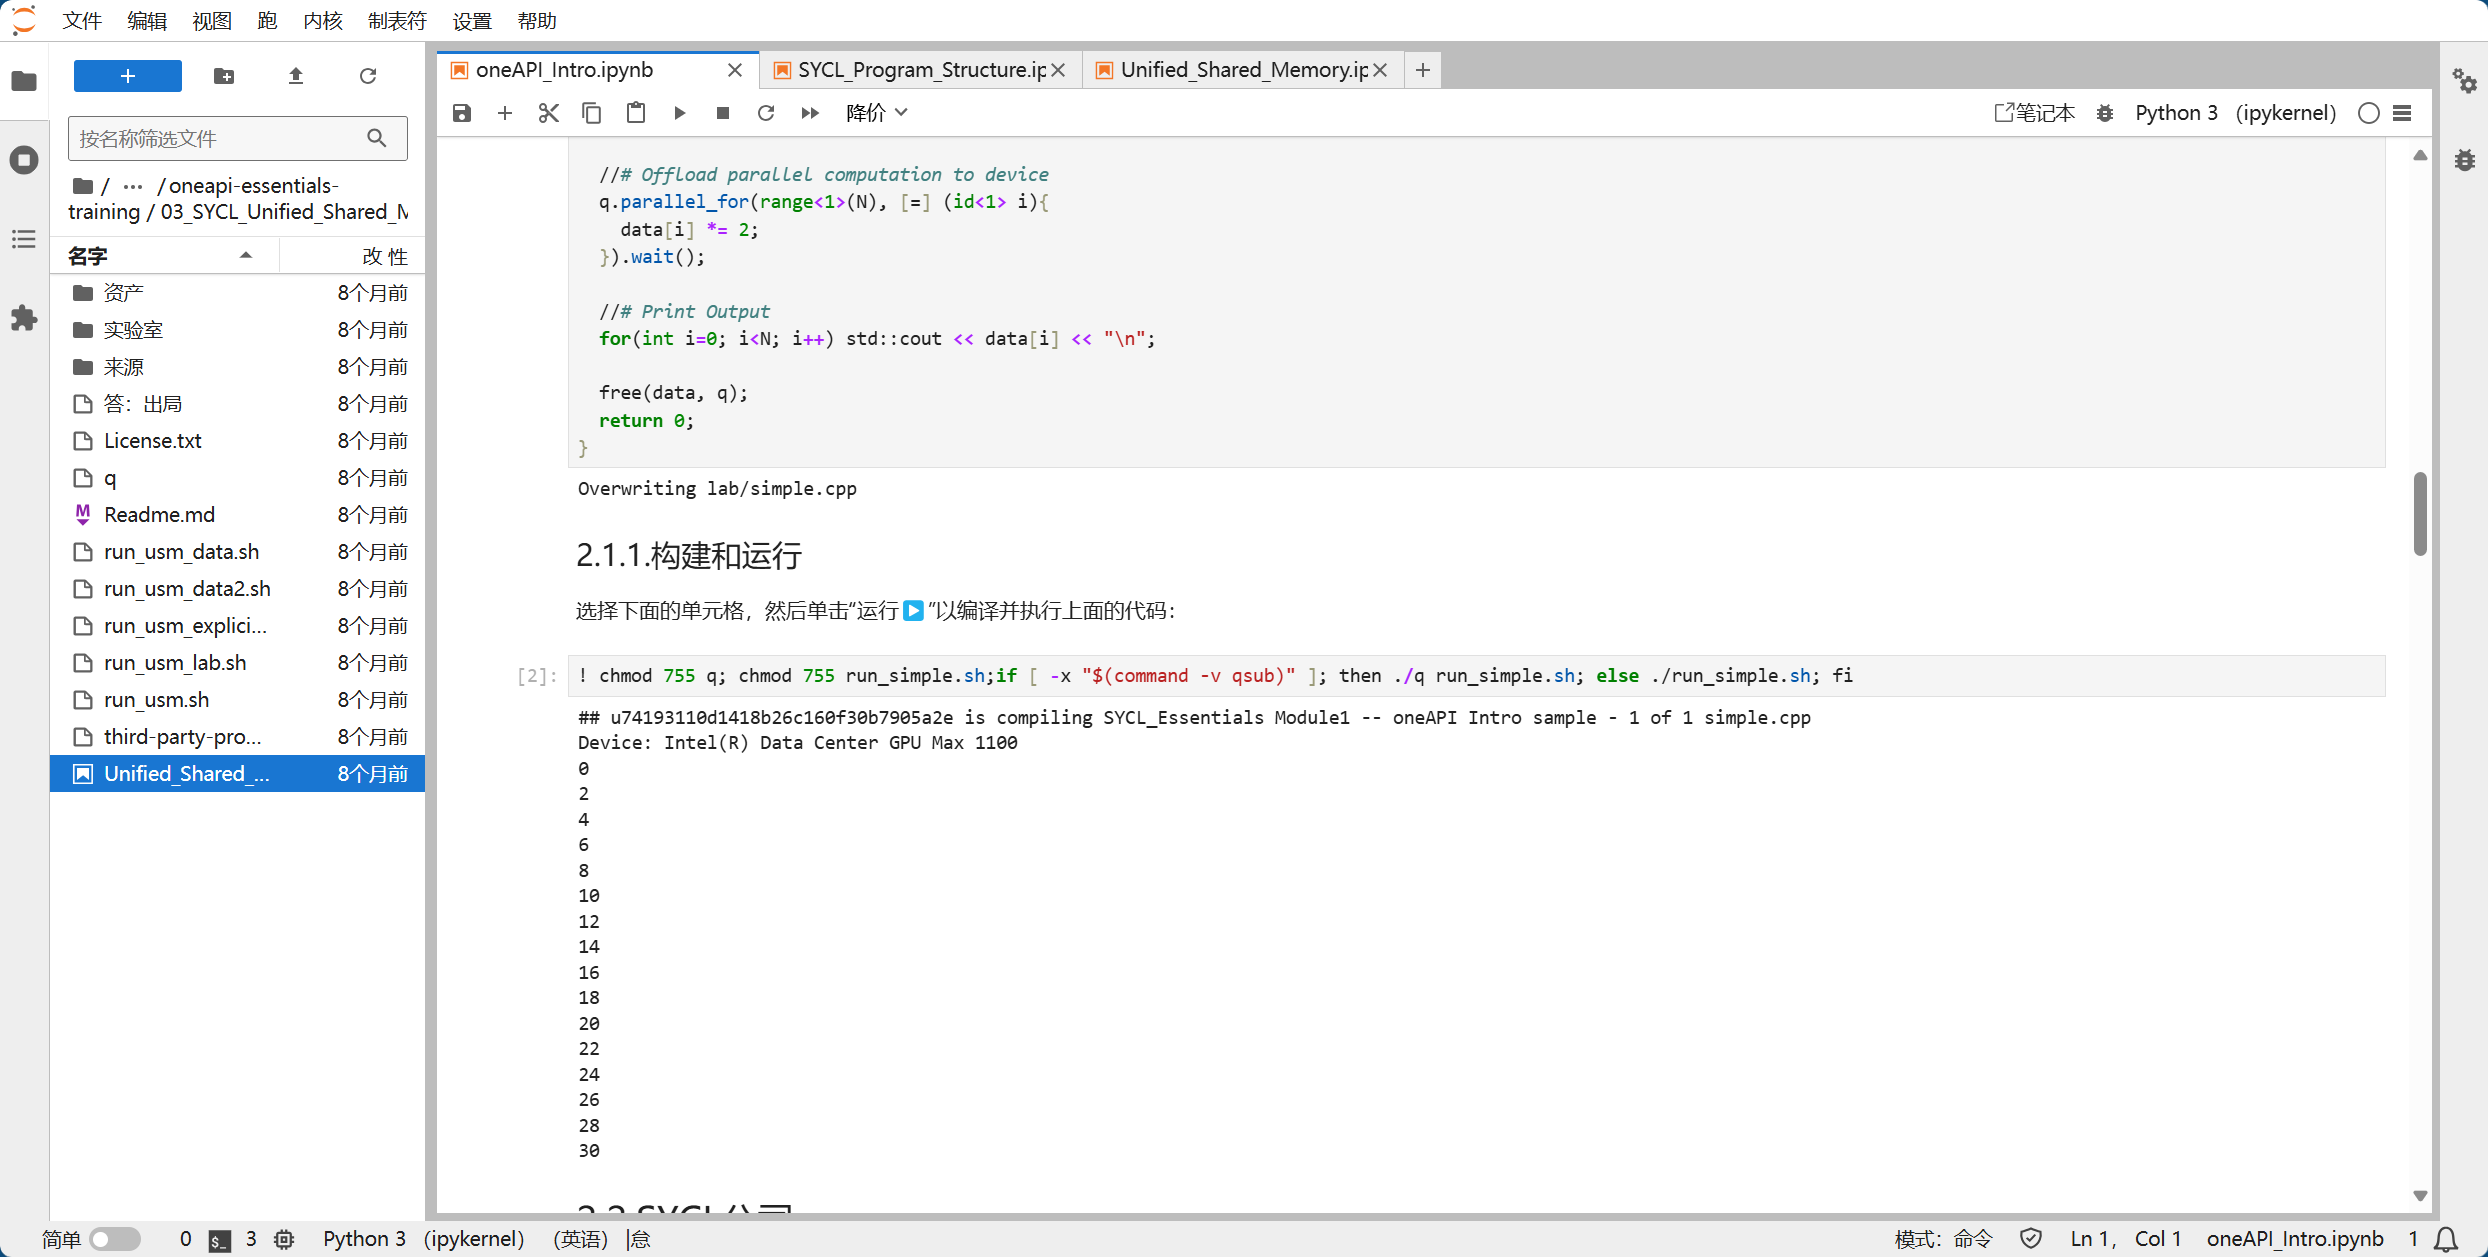 文件 编辑 视图 跑 内核 制表符 设置 帮助
+
按名称筛选文件
/ ··· /oneapi-essentials-
training / 03_SYCL_Unified_Shared_M
名字 改 性
资产 8个月前
实验室 8个月前
来源 8个月前
答：出局 8个月前
License.txt 8个月前
q 8个月前
Readme.md 8个月前
run_usm_data.sh 8个月前
run_usm_data2.sh 8个月前
run_usm_explici... 8个月前
run_usm_lab.sh 8个月前
run_usm.sh 8个月前
third-party-pro... 8个月前
Unified_Shared_... 8个月前
oneAPI_Intro.ipynb SYCL_Program_Structure.ip Unified_Shared_Memory.ip
降价 笔记本 Python 3 (ipykernel)
//# Offload parallel computation to device
q.parallel_for(range<1>(N), [=] (id<1> i){
data[i] *= 2;
}).wait();
//# Print Output
for(int i=0; i<N; i++) std::cout << data[i] << "\n";
free(data, q);
return 0;
}
Overwriting lab/simple.cpp
2.1.1.构建和运行
选择下面的单元格，然后单击“运行▶”以编译并执行上面的代码：
[2]: ! chmod 755 q; chmod 755 run_simple.sh;if [ -x "$(command -v qsub)" ]; then ./q run_simple.sh; else ./run_simple.sh; fi
## u74193110d1418b26c160f30b7905a2e is compiling SYCL_Essentials Module1 -- oneAPI Intro sample - 1 of 1 simple.cpp
Device: Intel(R) Data Center GPU Max 1100
0
2
4
6
8
10
12
14
16
18
20
22
24
26
28
30
2.2.SYCL公司
简单 0 $_ 3 Python 3 (ipykernel) (英语) |怠 模式：命令 Ln 1， Col 1 oneAPI_Intro.ipynb 1